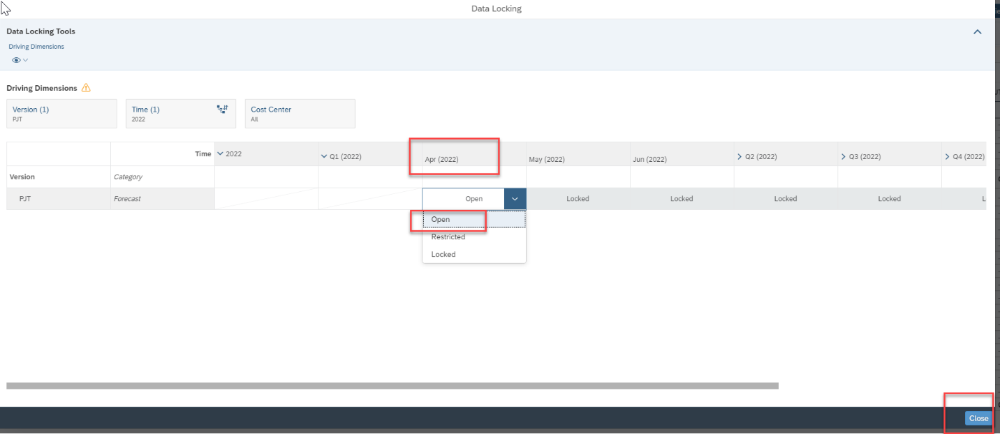 Data Locking
Data Locking Tools
Driving Dimensions
Driving Dimensions
Version (1)
PJT
Time (1)
2022
Cost Center
All
Time
2022
Q1 (2022)
Apr (2022)
May (2022)
Jun (2022)
Q2 (2022)
Q3 (2022)
Q4 (2022)
Version
Category
PJT
Forecast
Open
Locked
Locked
Locked
Locked
L
Open
Restricted
Locked
Close